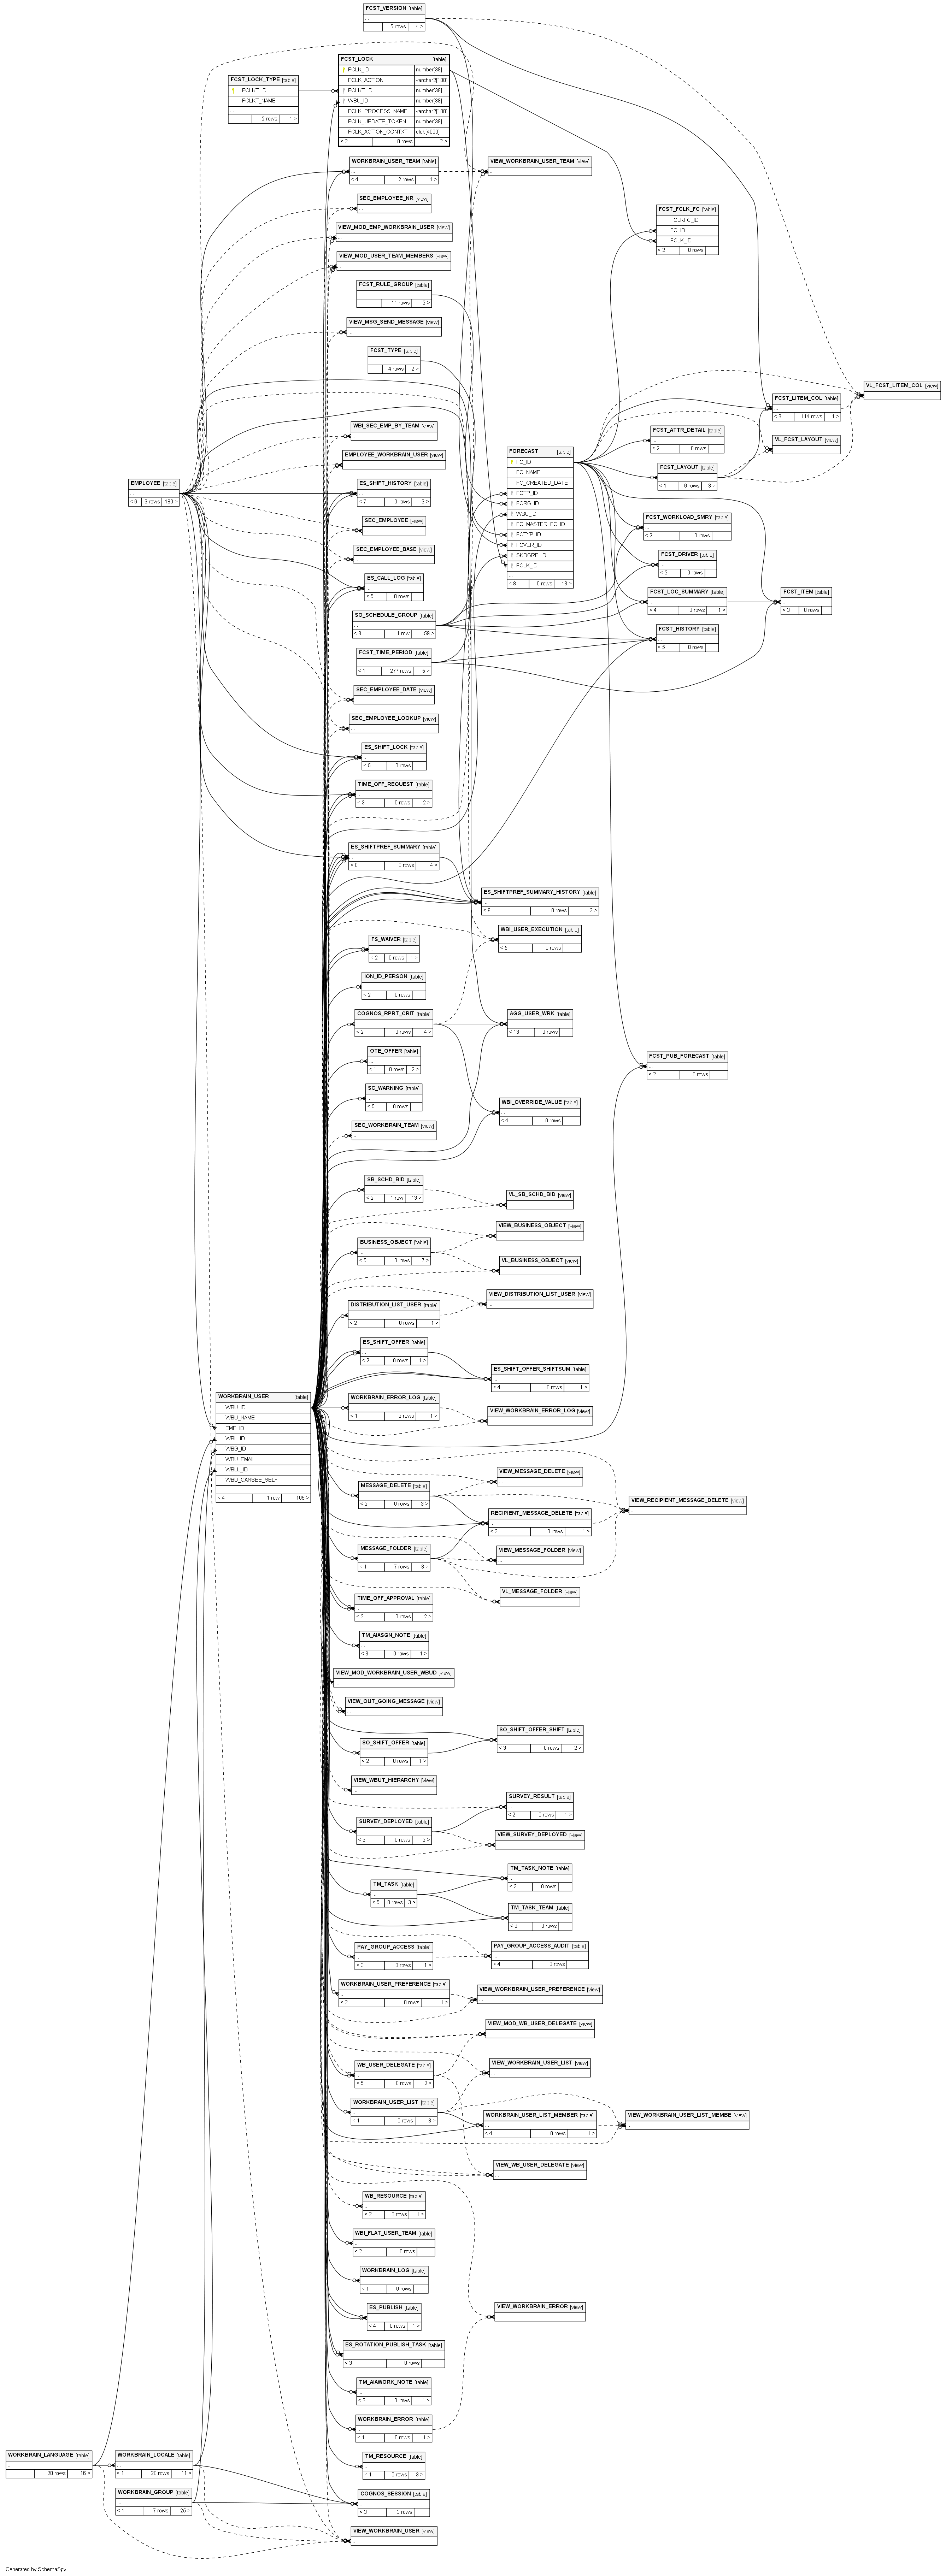 FCST_VERSION [table]
...
5 rows 4 >
FCST_LOCK [table]
FCLK_ID number[38]
FCLK_ACTION varchar2[100]
FCLKT_ID number[38]
WBU_ID number[38]
FCLK_PROCESS_NAME varchar2[100]
FCLK_UPDATE_TOKEN number[38]
FCLK_ACTION_CONTXT clob[4000]
< 2 0 rows 2 >
FCST_LOCK_TYPE [table]
FCLKT_ID
FCLKT_NAME
...
2 rows 1 >
WORKBRAIN_USER_TEAM [table]
...
< 4 2 rows 1 >
VIEW_WORKBRAIN_USER_TEAM [view]
...
SEC_EMPLOYEE_NR [view]
...
FCST_FCLK_FC [table]
FCLKFC_ID
FC_ID
FCLK_ID
< 2 0 rows
VIEW_MOD_EMP_WORKBRAIN_USER [view]
...
VIEW_MOD_USER_TEAM_MEMBERS [view]
...
FCST_RULE_GROUP [table]
...
11 rows 2 >
VIEW_MSG_SEND_MESSAGE [view]
...
FCST_TYPE [table]
...
4 rows 2 >
VL_FCST_LITEM_COL [view]
...
FCST_LITEM_COL [table]
...
< 3 114 rows 1 >
WBI_SEC_EMP_BY_TEAM [view]
...
FCST_ATTR_DETAIL [table]
...
< 2 0 rows
VL_FCST_LAYOUT [view]
...
EMPLOYEE_WORKBRAIN_USER [view]
...
FORECAST [table]
FC_ID
FC_NAME
FC_CREATED_DATE
FCTP_ID
FCRG_ID
WBU_ID
FC_MASTER_FC_ID
FCTYP_ID
FCVER_ID
SKDGRP_ID
FCLK_ID
...
< 8 0 rows 13 >
FCST_LAYOUT [table]
...
< 1 6 rows 3 >
EMPLOYEE [table]
...
< 6 3 rows 180 >
ES_SHIFT_HISTORY [table]
...
< 7 0 rows 3 >
SEC_EMPLOYEE [view]
...
FCST_WORKLOAD_SMRY [table]
...
< 2 0 rows
SEC_EMPLOYEE_BASE [view]
...
FCST_DRIVER [table]
...
< 2 0 rows
ES_CALL_LOG [table]
...
< 5 0 rows
FCST_LOC_SUMMARY [table]
...
< 4 0 rows 1 >
FCST_ITEM [table]
...
< 3 0 rows
SO_SCHEDULE_GROUP [table]
...
< 8 1 row 59 >
FCST_HISTORY [table]
...
< 5 0 rows
FCST_TIME_PERIOD [table]
...
< 1 277 rows 5 >
SEC_EMPLOYEE_DATE [view]
...
SEC_EMPLOYEE_LOOKUP [view]
...
ES_SHIFT_LOCK [table]
...
< 5 0 rows
TIME_OFF_REQUEST [table]
...
< 3 0 rows 2 >
ES_SHIFTPREF_SUMMARY [table]
...
< 8 0 rows 4 >
ES_SHIFTPREF_SUMMARY_HISTORY [table]
...
< 8 0 rows 2 >
FS_WAIVER [table]
...
< 2 0 rows 1 >
WBI_USER_EXECUTION [table]
...
< 5 0 rows
ION_ID_PERSON [table]
...
< 2 0 rows
COGNOS_RPRT_CRIT [table]
...
< 2 0 rows 4 >
AGG_USER_WRK [table]
...
< 13 0 rows
OTE_OFFER [table]
...
< 1 0 rows 2 >
FCST_PUB_FORECAST [table]
...
< 2 0 rows
SC_WARNING [table]
...
< 5 0 rows
WBI_OVERRIDE_VALUE [table]
...
< 4 0 rows
SEC_WORKBRAIN_TEAM [view]
...
SB_SCHD_BID [table]
...
< 2 1 row 13 >
VL_SB_SCHD_BID [view]
...
VIEW_BUSINESS_OBJECT [view]
...
BUSINESS_OBJECT [table]
...
< 5 0 rows 7 >
VL_BUSINESS_OBJECT [view]
...
VIEW_DISTRIBUTION_LIST_USER [view]
...
DISTRIBUTION_LIST_USER [table]
...
< 2 0 rows 1 >
ES_SHIFT_OFFER [table]
...
< 2 0 rows 1 >
ES_SHIFT_OFFER_SHIFTSUM [table]
...
< 4 0 rows 1 >
WORKBRAIN_USER [table]
WBU_ID
WBU_NAME
EMP_ID
WBL_ID
WBG_ID
WBU_EMAIL
WBLL_ID
WBU_CANSEE_SELF
...
< 4 1 row 105 >
WORKBRAIN_ERROR_LOG [table]
...
< 1 2 rows 1 >
VIEW_WORKBRAIN_ERROR_LOG [view]
...
VIEW_MESSAGE_DELETE [view]
...
MESSAGE_DELETE [table]
...
< 2 0 rows 3 >
VIEW_RECIPIENT_MESSAGE_DELETE [view]
...
RECIPIENT_MESSAGE_DELETE [table]
...
< 3 0 rows 1 >
MESSAGE_FOLDER [table]
...
< 1 7 rows 8 >
VIEW_MESSAGE_FOLDER [view]
...
VL_MESSAGE_FOLDER [view]
...
TIME_OFF_APPROVAL [table]
...
< 2 0 rows 2 >
TM_AIASGN_NOTE [table]
...
< 3 0 rows 1 >
VIEW_MOD_WORKBRAIN_USER_WBUD [view]
...
VIEW_OUT_GOING_MESSAGE [view]
...
SO_SHIFT_OFFER_SHIFT [table]
...
< 3 0 rows 2 >
SO_SHIFT_OFFER [table]
...
< 2 0 rows 1 >
VIEW_WBUT_HIERARCHY [view]
...
SURVEY_RESULT [table]
...
< 2 0 rows 1 >
SURVEY_DEPLOYED [table]
...
< 3 0 rows 2 >
VIEW_SURVEY_DEPLOYED [view]
...
TM_TASK_NOTE [table]
...
< 3 0 rows
TM_TASK [table]
...
< 5 0 rows 3 >
TM_TASK_TEAM [table]
...
< 3 0 rows
PAY_GROUP_ACCESS [table]
...
< 3 0 rows 1 >
PAY_GROUP_ACCESS_AUDIT [table]
...
< 4 0 rows
WORKBRAIN_USER_PREFERENCE [table]
...
< 2 0 rows 1 >
VIEW_WORKBRAIN_USER_PREFERENCE [view]
...
VIEW_MOD_WB_USER_DELEGATE [view]
...
WB_USER_DELEGATE [table]
...
< 5 0 rows 2 >
VIEW_WORKBRAIN_USER_LIST [view]
...
WORKBRAIN_USER_LIST [table]
...
< 1 0 rows 3 >
WORKBRAIN_USER_LIST_MEMBER [table]
...
< 4 0 rows 1 >
VIEW_WORKBRAIN_USER_LIST_MEMBE [view]
...
VIEW_WB_USER_DELEGATE [view]
...
WB_RESOURCE [table]
...
< 2 0 rows 1 >
WBI_FLAT_USER_TEAM [table]
...
< 2 0 rows
WORKBRAIN_LOG [table]
...
< 1 0 rows
ES_PUBLISH [table]
...
< 4 0 rows 1 >
VIEW_WORKBRAIN_ERROR [view]
...
ES_ROTATION_PUBLISH_TASK [table]
...
< 3 0 rows
TM_AIAWORK_NOTE [table]
...
< 3 0 rows 1 >
WORKBRAIN_ERROR [table]
...
< 1 0 rows 1 >
WORKBRAIN_LANGUAGE [table]
...
20 rows 16 >
WORKBRAIN_LOCALE [table]
...
< 1 20 rows 11 >
TM_RESOURCE [table]
...
< 1 0 rows 3 >
WORKBRAIN_GROUP [table]
...
< 1 7 rows 25 >
COGNOS_SESSION [table]
...
< 3 3 rows
VIEW_WORKBRAIN_USER [view]
...
Generated by SchemaSpy